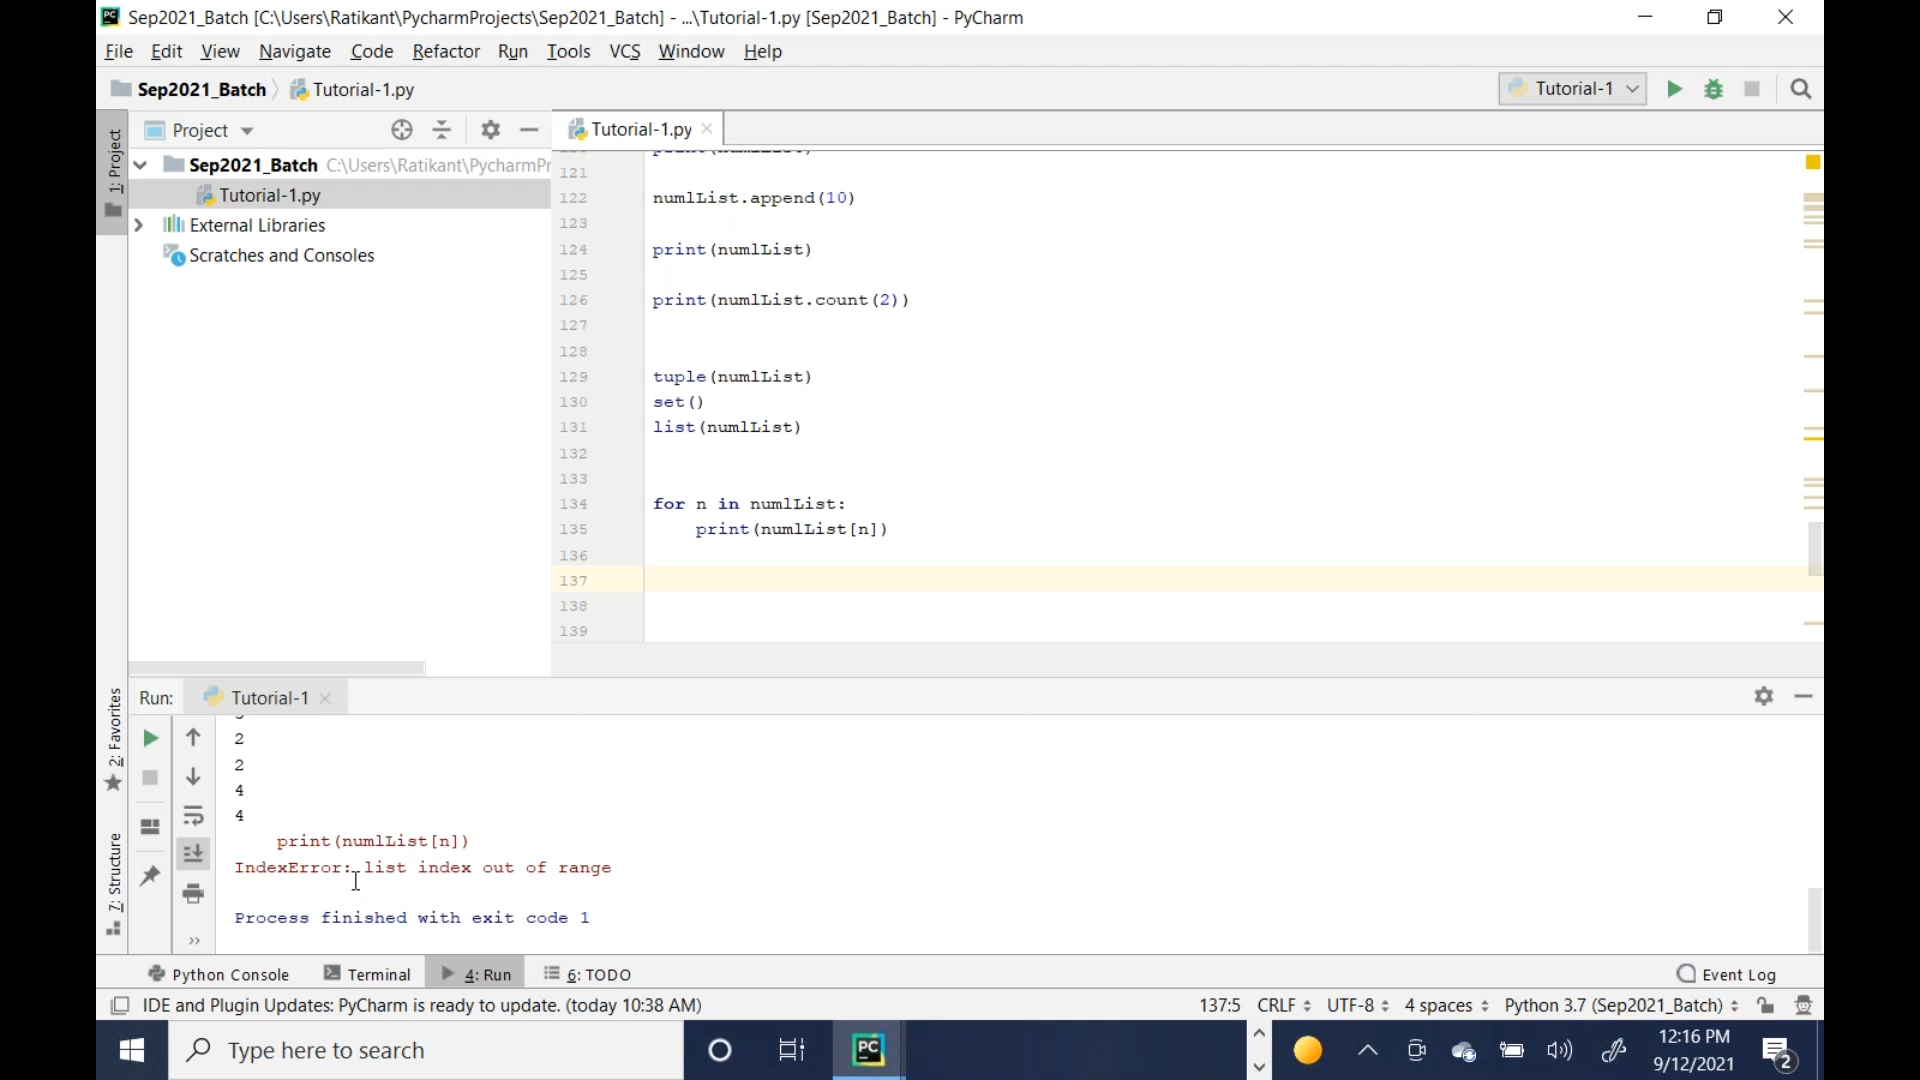 Sep2021_Batch [C:\Users\Ratikant\PycharmProjects\Sep2021_Batch] - ...\Tutorial-1.py [Sep2021_Batch] - PyCharm
File Edit View Navigate Code Refactor Run Tools VCS Window Help
Sep2021_Batch Tutorial-1.py Tutorial-1
1: Project
Project
Tutorial-1.py
Sep2021_Batch C:\Users\Ratikant\PycharmPr
Tutorial-1.py
External Libraries
Scratches and Consoles
121
122 numlList.append(10)
123
124 print(numlList)
125
126 print(numlList.count(2))
127
128
129 tuple(numlList)
130 set()
131 list(numlList)
132
133
134 for n in numlList:
135 print(numlList[n])
136
137
138
139
2: Favorites
7: Structure
Run: Tutorial-1
2
2
4
4
print(numlList[n])
IndexError: list index out of range
Process finished with exit code 1
Python Console Terminal 4: Run 6: TODO Event Log
IDE and Plugin Updates: PyCharm is ready to update. (today 10:38 AM) 137:5 CRLF UTF-8 4 spaces Python 3.7 (Sep2021_Batch)
Type here to search
PC
12:16 PM
9/12/2021
2